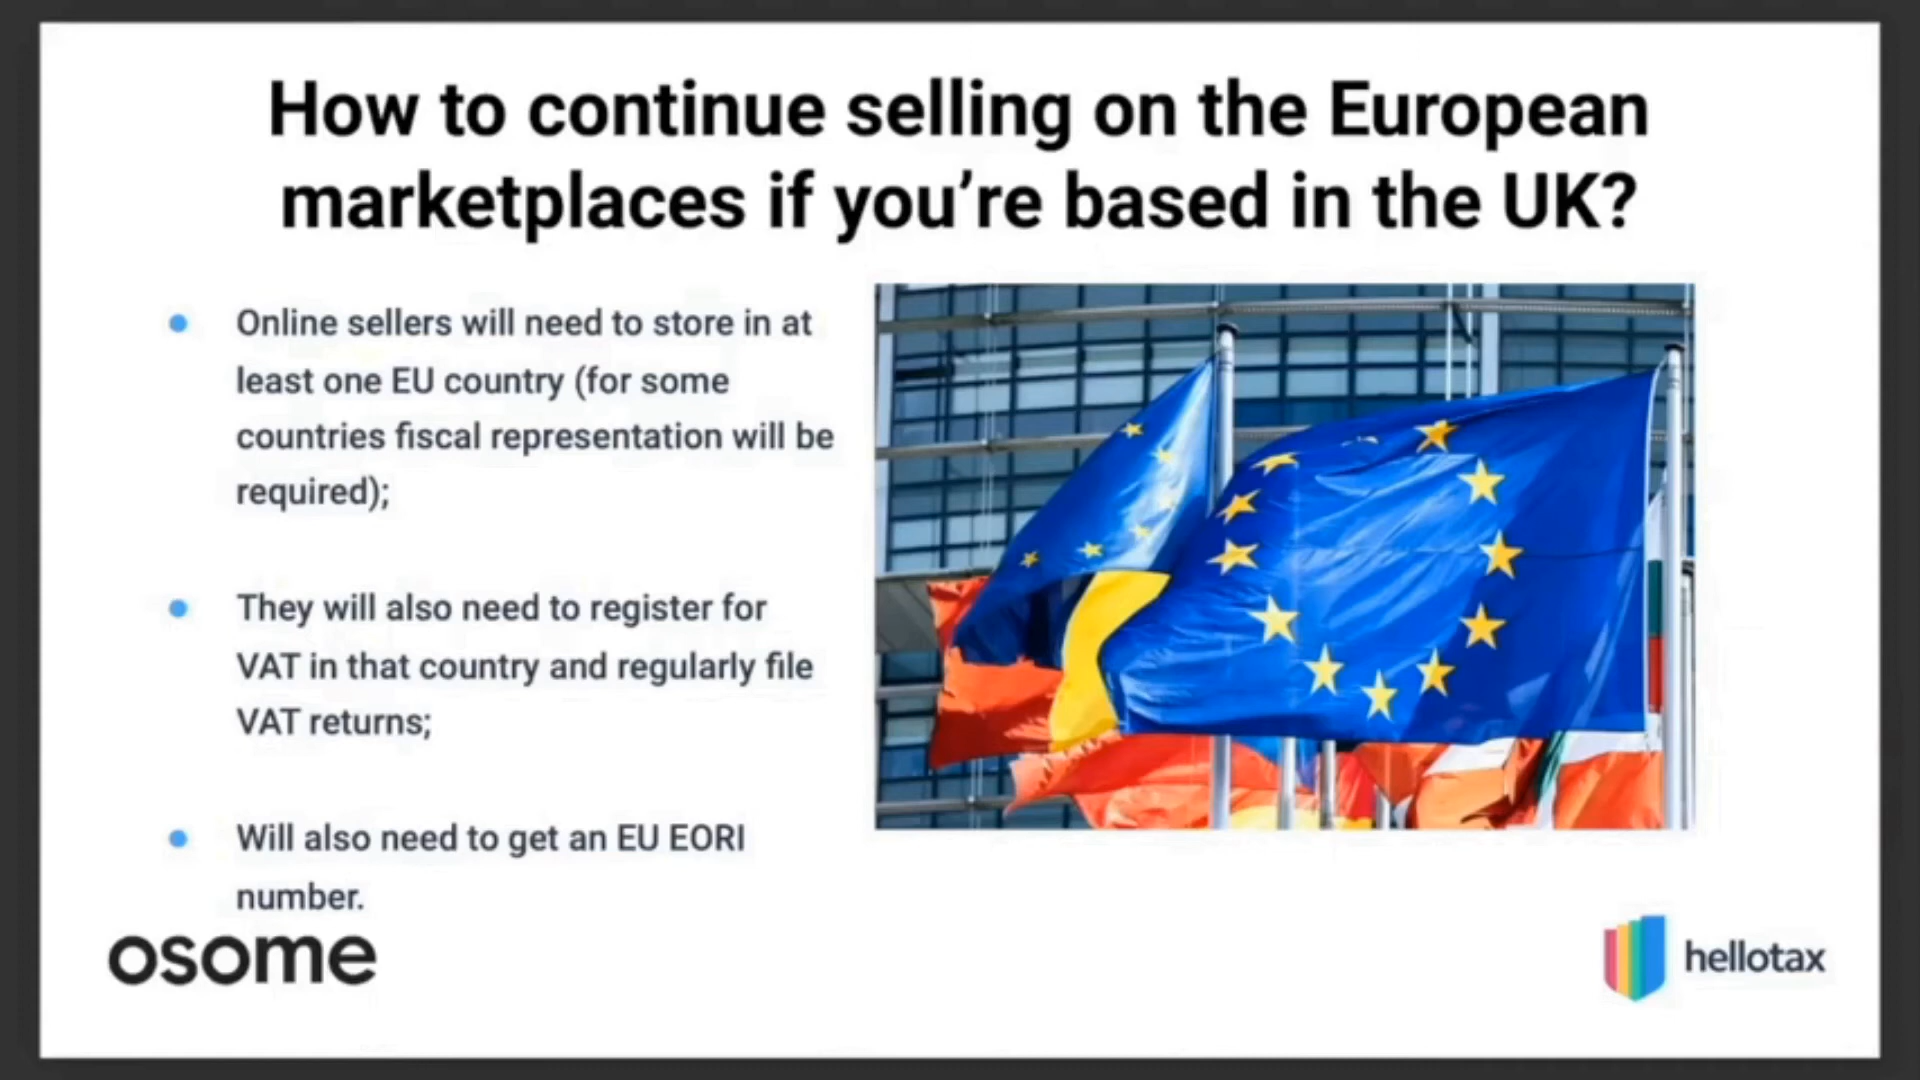 How to continue selling on the European
marketplaces if you're based in the UK?
Online sellers will need to store in at
least one EU country (for some
countries fiscal representation will be
required);
They will also need to register for
VAT in that country and regularly file
VAT returns;
Will also need to get an EU EORI
number.
osome
hellotax